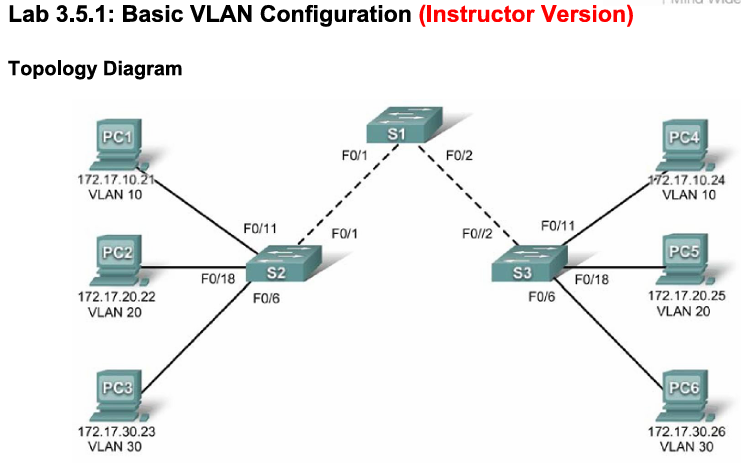 Lab 3.5.1: Basic VLAN Configuration (Instructor Version)
Topology Diagram
PC1
172.17.10.21
VLAN 10
S1
F0/1
F0/2
PC4
172.17.10.24
VLAN 10
F0/11
F0/1
F0//2
F0/11
PC2
172.17.20.22
VLAN 20
F0/18
S2
F0/6
S3
F0/18
F0/6
PC5
172.17.20.25
VLAN 20
PC3
172.17.30.23
VLAN 30
PC6
172.17.30.26
VLAN 30